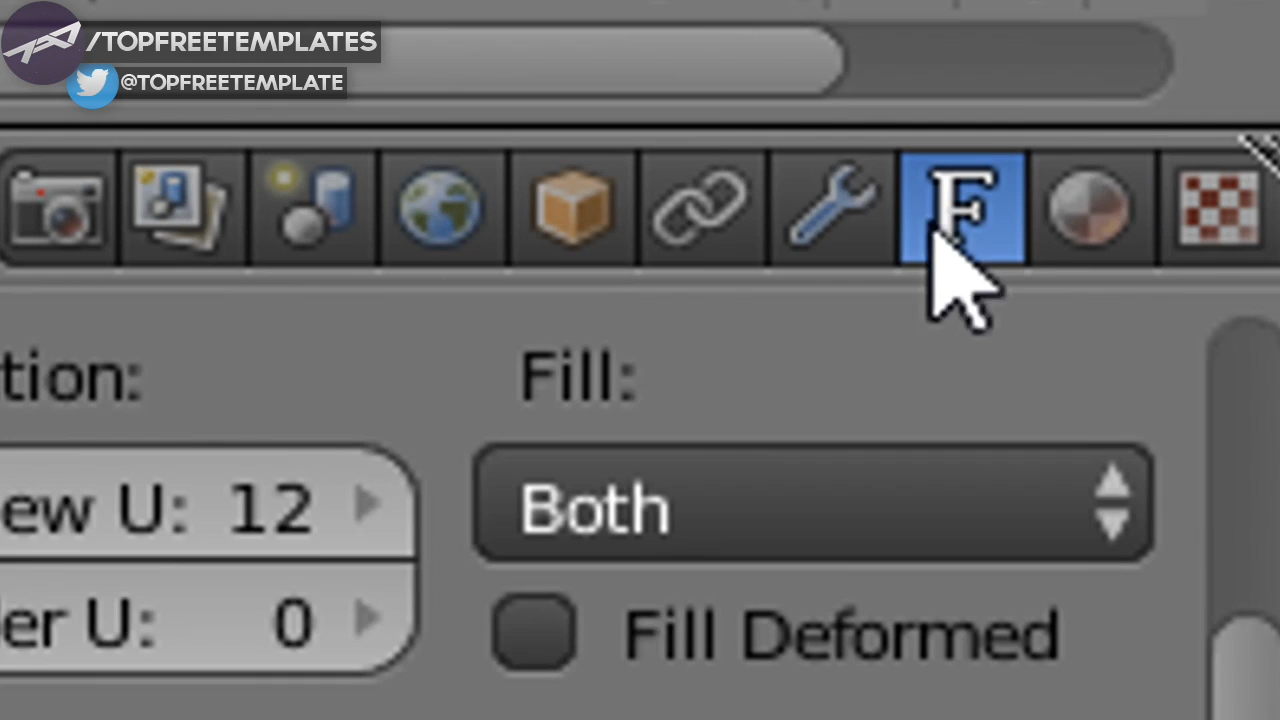 /TOPFREETEMPLATES
@TOPFREETEMPLATE
F
tion: Fill:
ew U: 12 Both
er U: 0 Fill Deformed